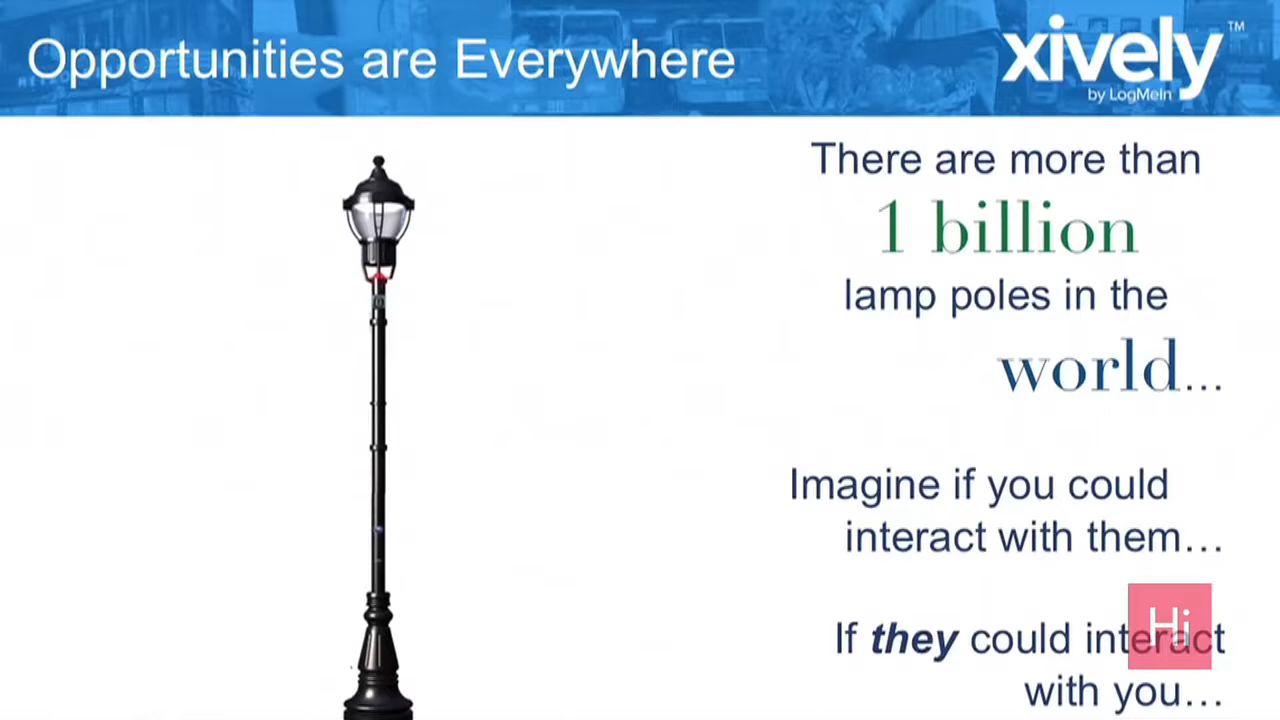 Opportunities are Everywhere
xively™
by LogMeIn
There are more than
1 billion
lamp poles in the
world...
Imagine if you could
interact with them...
If they could interact
with you...
Hi